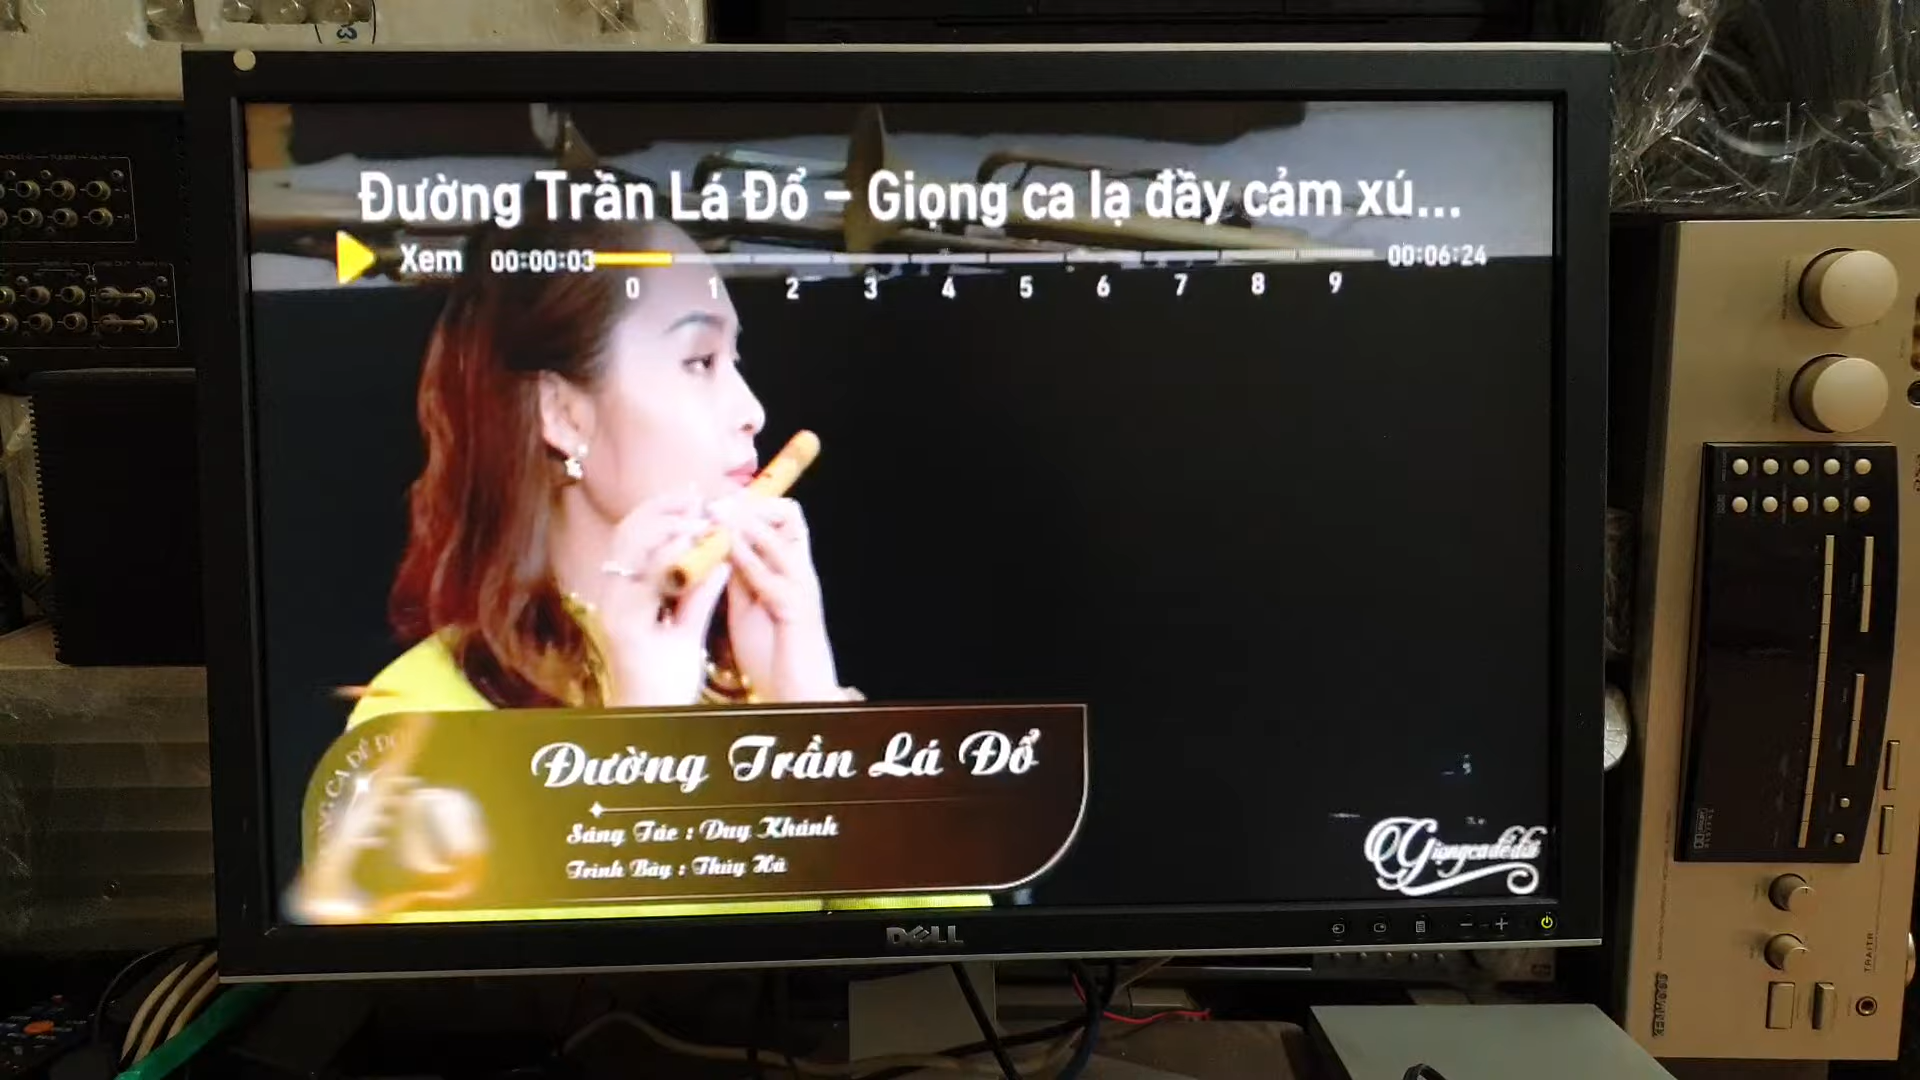 Đường Trần Lá Đổ – Giọng ca lạ đầy cảm xú...
Xem 00:00:03 00:06:24
0 1 2 3 4 5 6 7 8 9
Đường Trần Lá Đổ
Sáng Tác : Duy Khánh
Trình Bày : Thúy Hà
Giọngcadểđời
DELL
KENWOOD